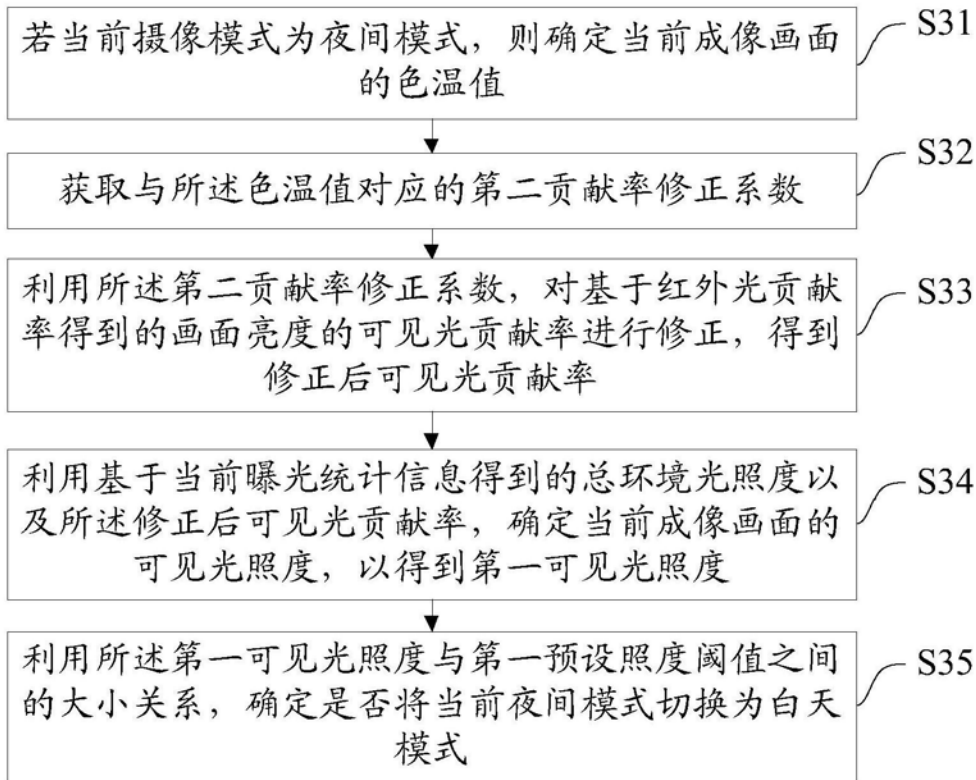 若当前摄像模式为夜间模式，则确定当前成像画面
的色温值
S31
获取与所述色温值对应的第二贡献率修正系数
S32
利用所述第二贡献率修正系数，对基于红外光贡献
率得到的画面亮度的可见光贡献率进行修正，得到
修正后可见光贡献率
S33
利用基于当前曝光统计信息得到的总环境光照度以
及所述修正后可见光贡献率，确定当前成像画面的
可见光照度，以得到第一可见光照度
S34
利用所述第一可见光照度与第一预设照度阈值之间
的大小关系，确定是否将当前夜间模式切换为白天
模式
S35